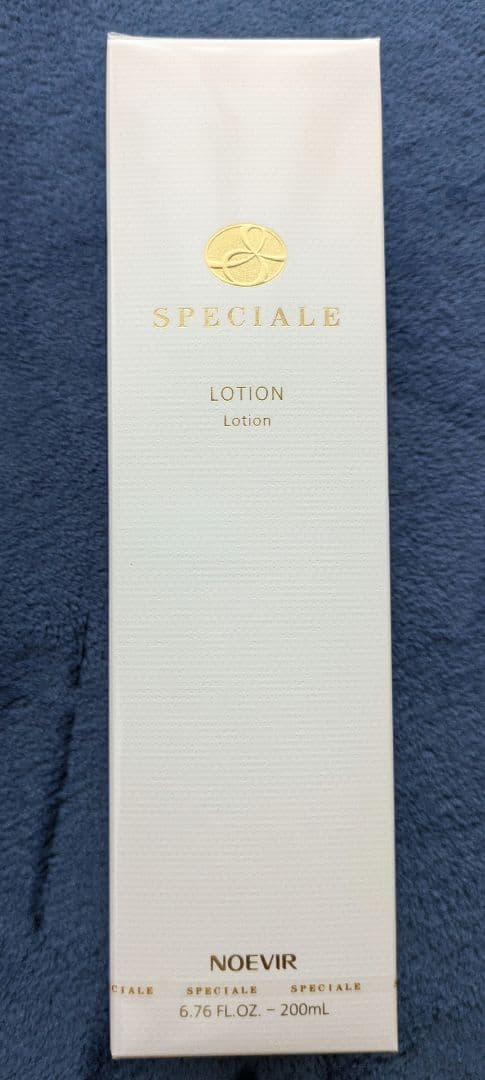 SPECIALE
LOTION
Lotion
NOEVIR
CIALE SPECIALE SPECIALE
6.76 FL.OZ. – 200mL